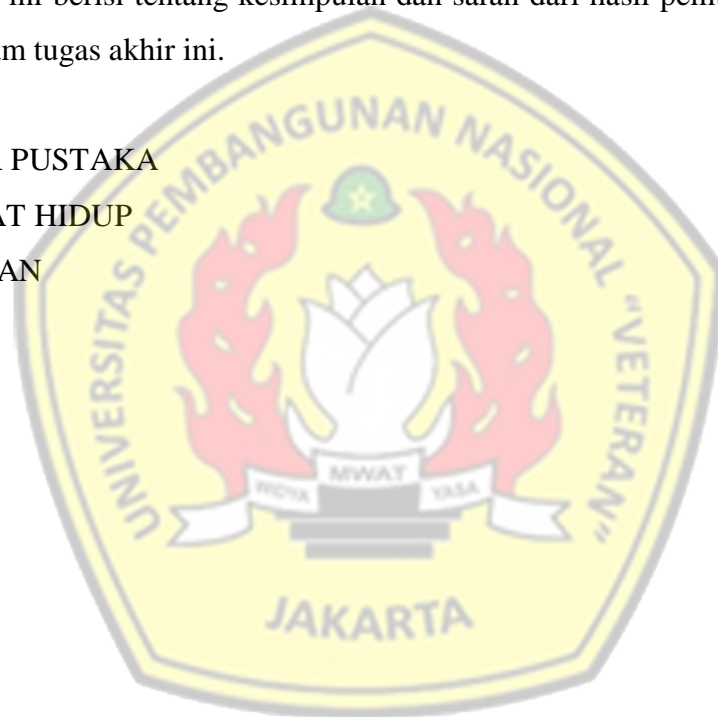 ini berisi tentang kesimpulan dan saran dari hasil
m tugas akhir ini.
PUSTAKA
AT HIDUP
AN
UNIVERSITAS PEMBANGUNAN NASIONAL "VETERAN"
WIDYA MWAT YASA
JAKARTA